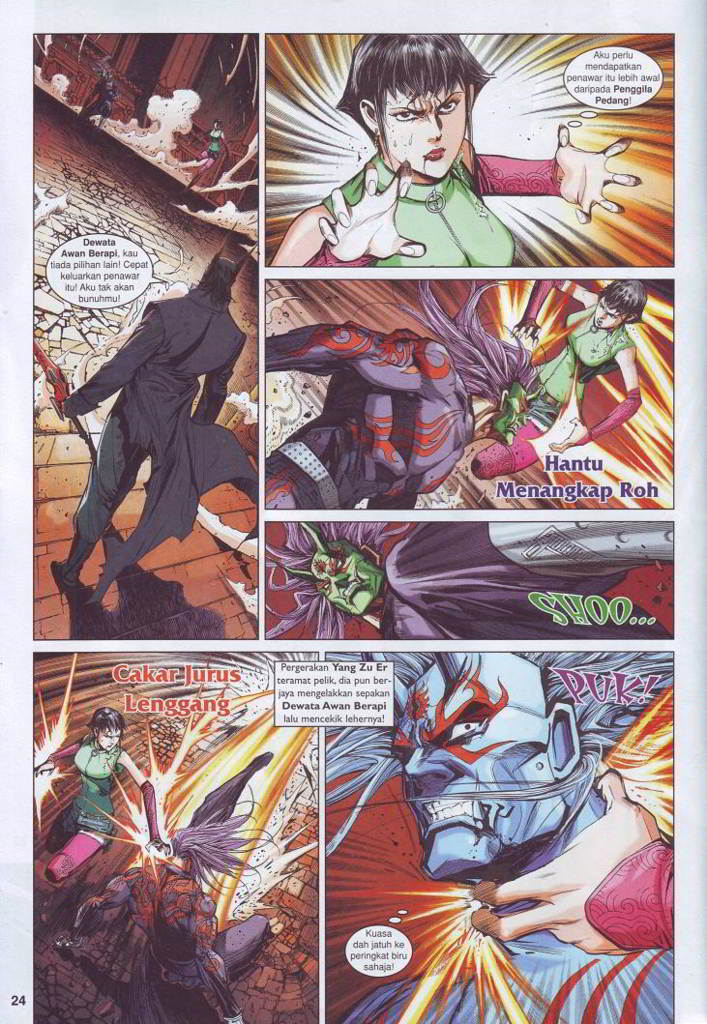 Dewata
Awan Berapi, kau
tiada pilihan lain! Cepat
keluarkan penawar
itu! Aku tak akan
bunuhmu!
Aku perlu
mendapatkan
penawar itu lebih awal
daripada Penggila
Pedang!
Hantu
Menangkap Roh
SHOO...
Cakar Jurus
Lenggang
Pergerakan Yang Zu Er
teramat pelik, dia pun ber-
jaya mengelakkan sepakan
Dewata Awan Berapi
lalu mencekik lehernya!
PUK!
Kuasa
dah jatuh ke
peringkat biru
sahaja!
24